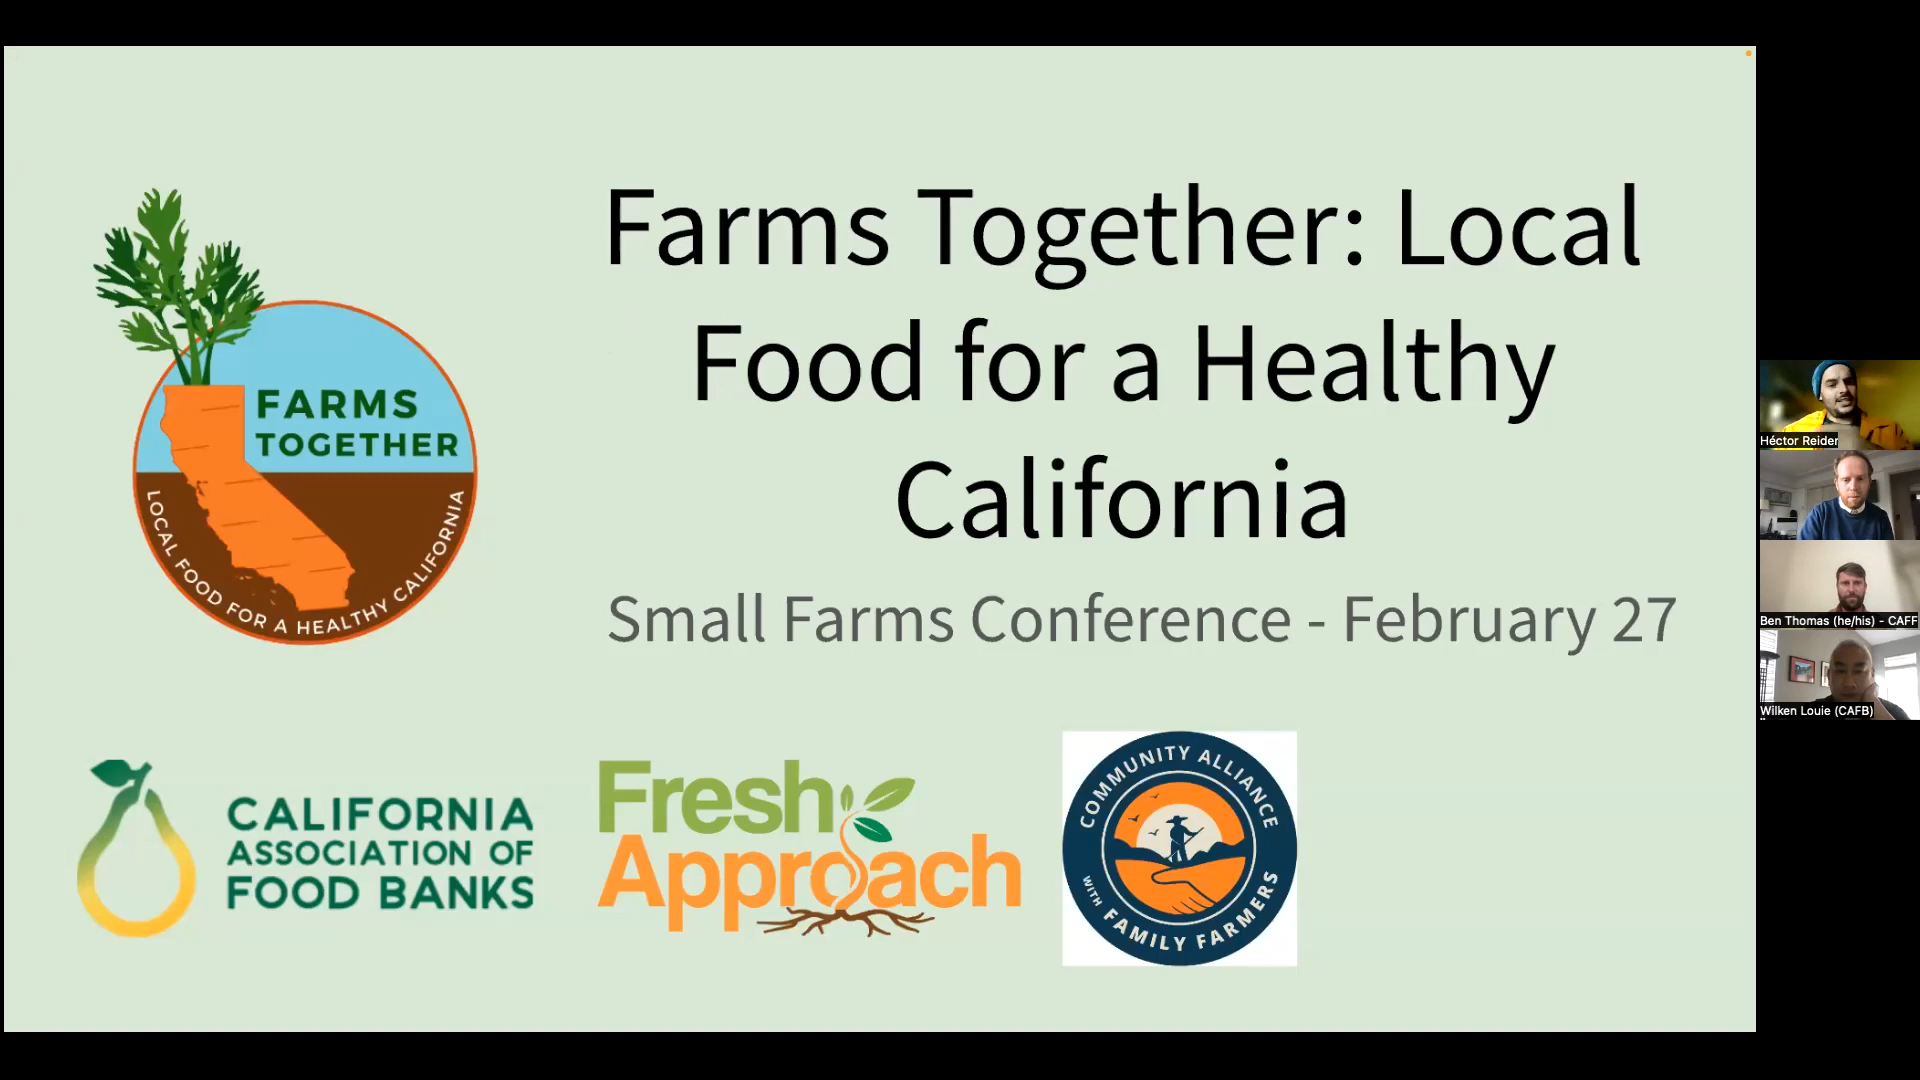 Farms Together: Local
Food for a Healthy
California
Small Farms Conference - February 27
FARMS
TOGETHER
LOCAL FOOD FOR A HEALTHY CALIFORNIA
CALIFORNIA
ASSOCIATION OF
FOOD BANKS
Fresh
Approach
COMMUNITY ALLIANCE
WITH
FAMILY FARMERS
Héctor Reider
Ben Thomas (he/his) - CAFF
Wilken Louie (CAFB)